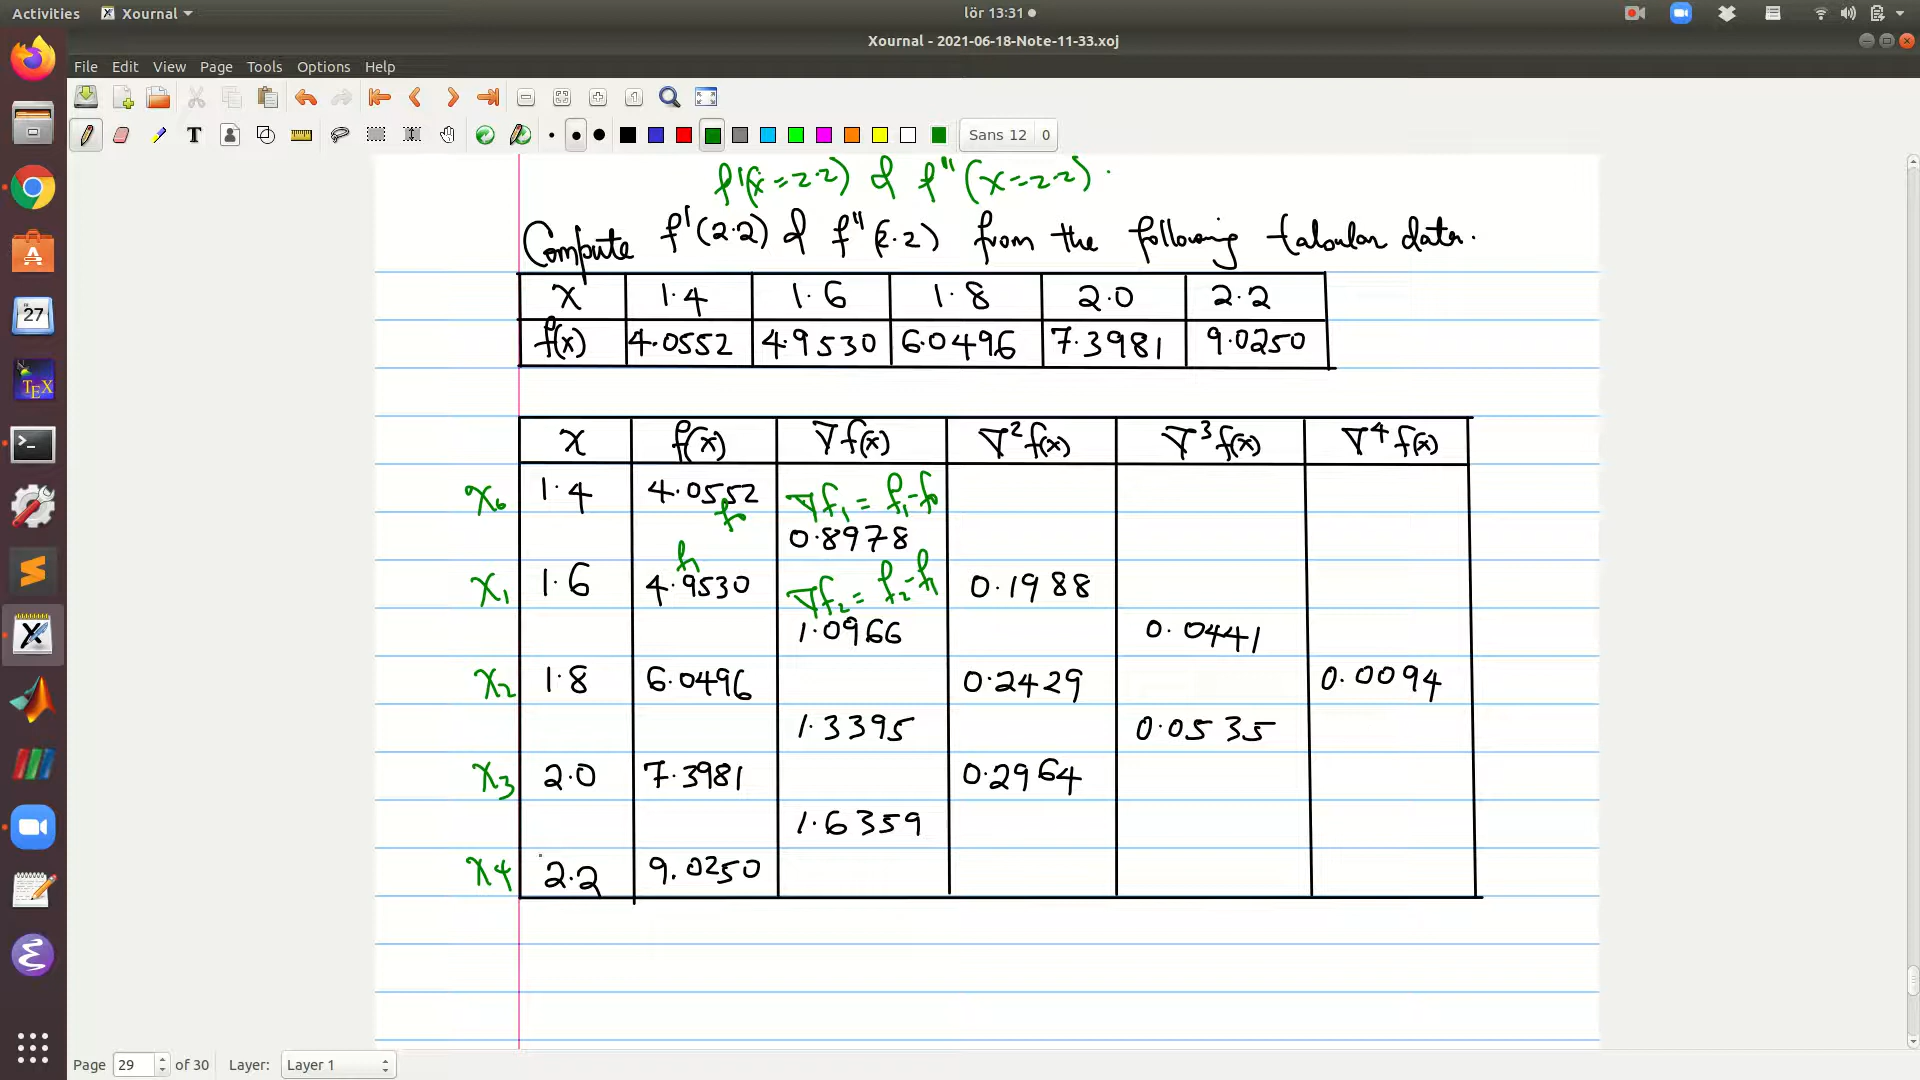 Activities Xournal lör 13:31
Xournal - 2021-06-18-Note-11-33.xoj
File Edit View Page Tools Options Help
Sans 12 0
f'(x=2.2) & f''(x=2.2).
Compute f'(2.2) & f''(2.2) from the following tabular data.
x 1.4 1.6 1.8 2.0 2.2
f(x) 4.0552 4.9530 6.0496 7.3981 9.0250
x f(x) ∇f(x) ∇²f(x) ∇³f(x) ∇⁴f(x)
x₀ 1.4 4.0552 ∇f₁ = f₁-f₀
f₀
0.8978
f₁
x₁ 1.6 4.9530 ∇f₂ = f₂-f₁ 0.1988
1.0966 0.0441
x₂ 1.8 6.0496 0.2429 0.0094
1.3395 0.0535
x₃ 2.0 7.3981 0.2964
1.6359
x₄ 2.2 9.0250
Page 29 of 30 Layer: Layer 1
27
TEX